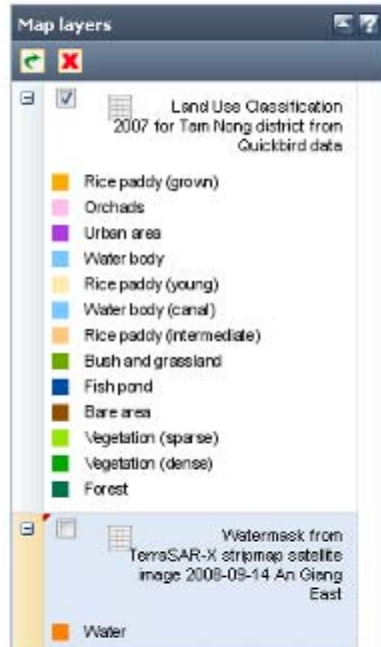 Map layers
Land Use Classification
2007 for Tam Nong district from
Quickbird data
Rice paddy (grown)
Orchads
Urban area
Water body
Rice paddy (young)
Water body (canal)
Rice paddy (intermediate)
Bush and grassland
Fish pond
Bare area
Vegetation (sparse)
Vegetation (dense)
Forest
Watermask from
TerraSAR-X stripmap satellite
image 2008-09-14 An Giang
East
Water